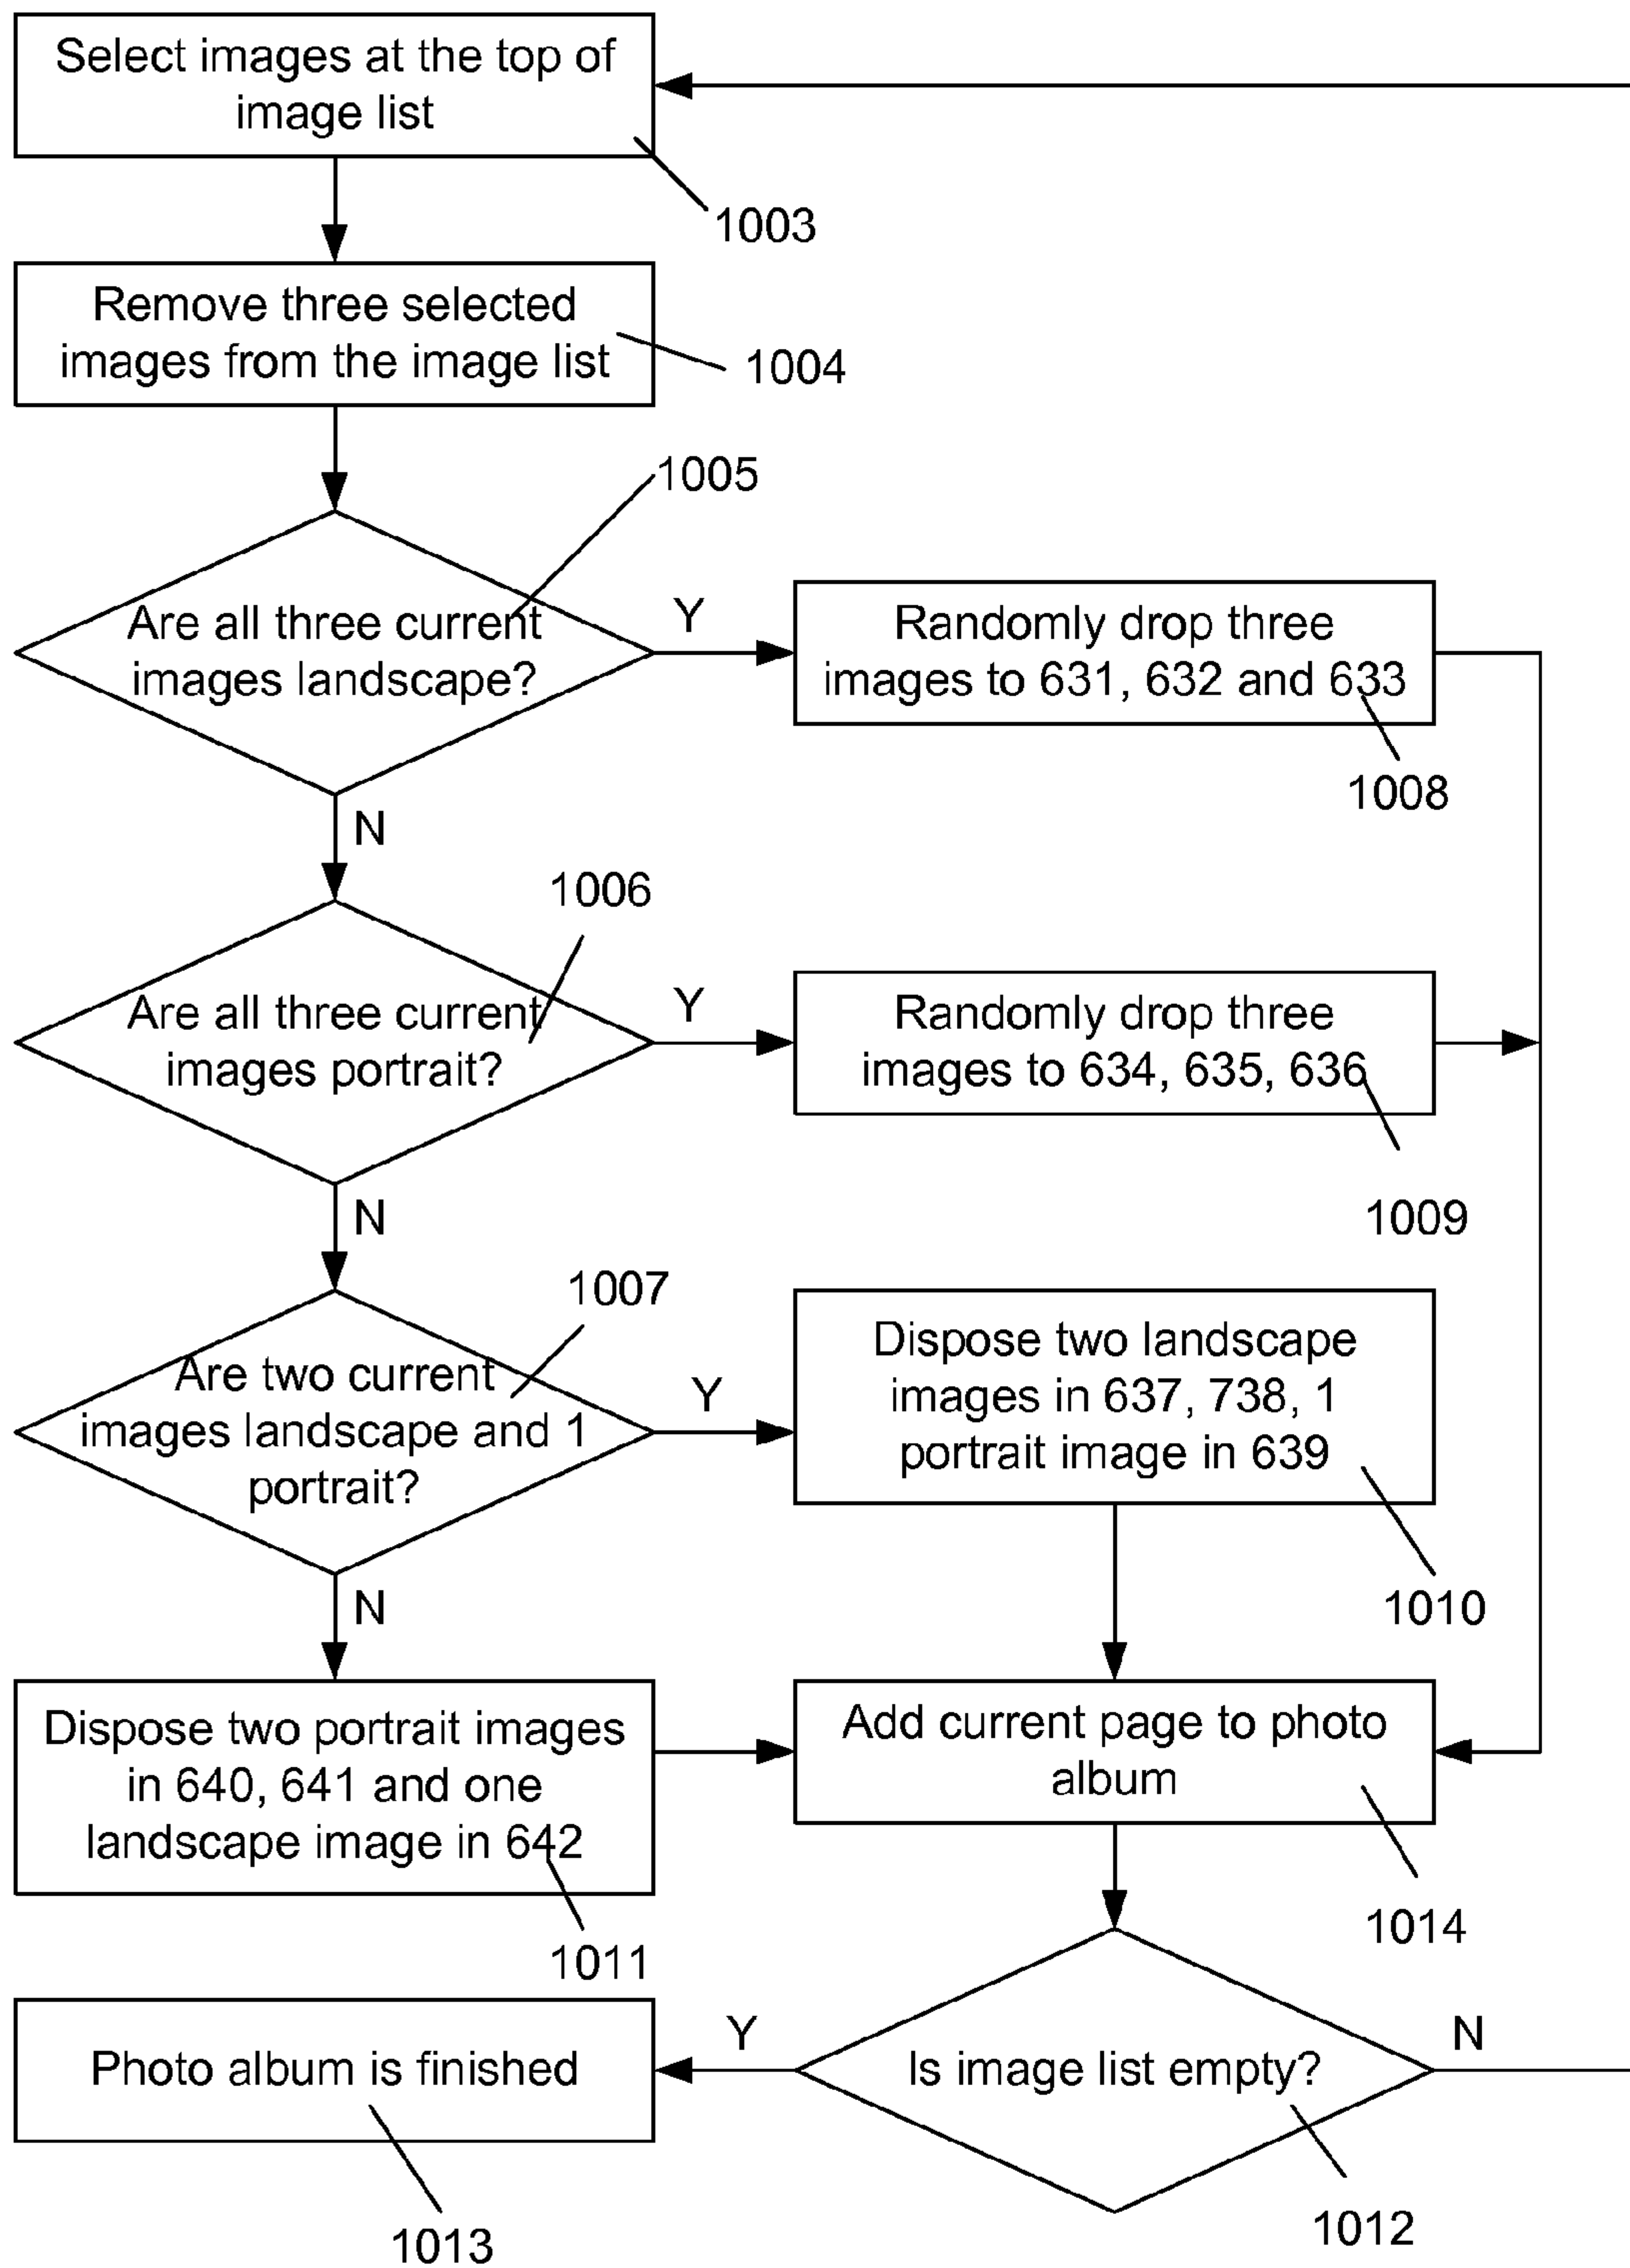 Select images at the top of
image list
1003
Remove three selected
images from the image list
1004
1005
Are all three current
images landscape?
Y
Randomly drop three
images to 631, 632 and 633
1008
N
1006
Are all three current
images portrait?
Y
Randomly drop three
images to 634, 635, 636
1009
N
1007
Are two current
images landscape and 1
portrait?
Y
Dispose two landscape
images in 637, 738, 1
portrait image in 639
1010
N
Dispose two portrait images
in 640, 641 and one
landscape image in 642
1011
Add current page to photo
album
1014
Photo album is finished
1013
Y
Is image list empty?
N
1012